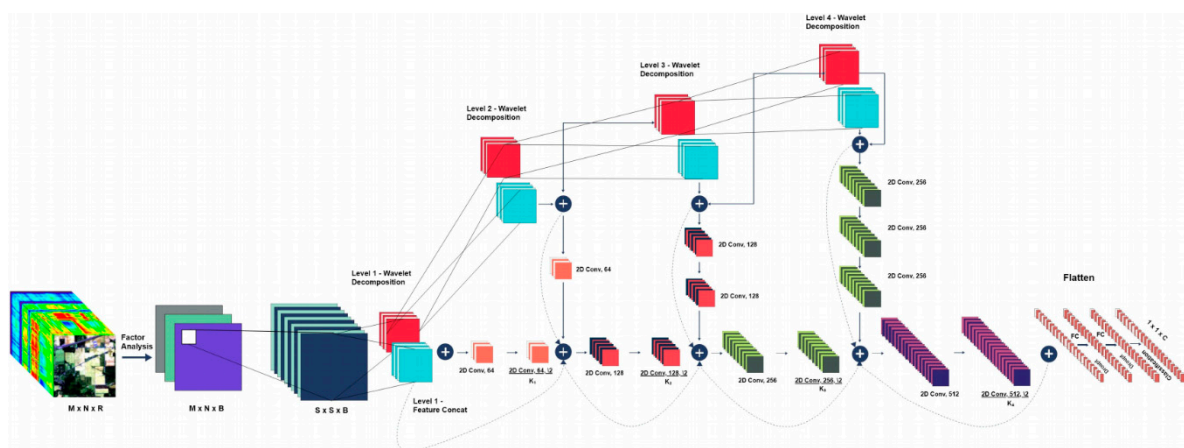 Level 4 - Wavelet
Decomposition
Level 3 - Wavelet
Decomposition
Level 2 - Wavelet
Decomposition
Level 1 - Wavelet
Decomposition
2D Conv, 256
2D Conv, 256
2D Conv, 256
2D Conv, 128
2D Conv, 128
2D Conv, 64
Flatten
Factor
Analysis
M x N x R
M x N x B
S x S x B
Level 1 -
Feature Concat
2D Conv, 64
2D Conv, 64, \2
K₁
2D Conv, 128
2D Conv, 128, \2
2D Conv, 256
2D Conv, 256, \2
2D Conv, 512
2D Conv, 512, \2
FC
FC
1 x 1 x C
Classification